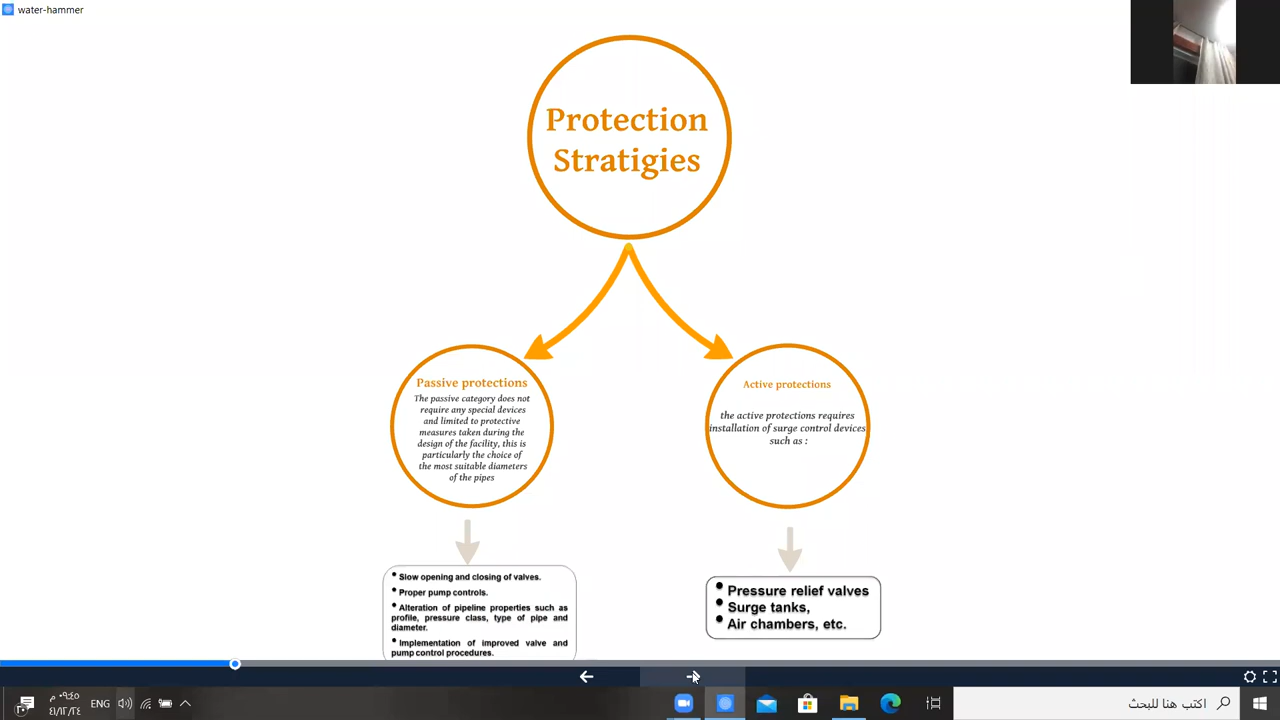 water-hammer
Protection
Stratigies
Passive protections
The passive category does not
require any special devices
and limited to protective
measures taken during the
design of the facility, this is
particularly the choice of
the most suitable diameters
of the pipes
Active protections
the active protections requires
installation of surge control devices
such as :
• Slow opening and closing of valves.
• Proper pump controls.
• Alteration of pipeline properties such as
profile, pressure class, type of pipe and
diameter.
• Implementation of improved valve and
pump control procedures.
• Pressure relief valves
• Surge tanks,
• Air chambers, etc.
ENG
اكتب هنا للبحث